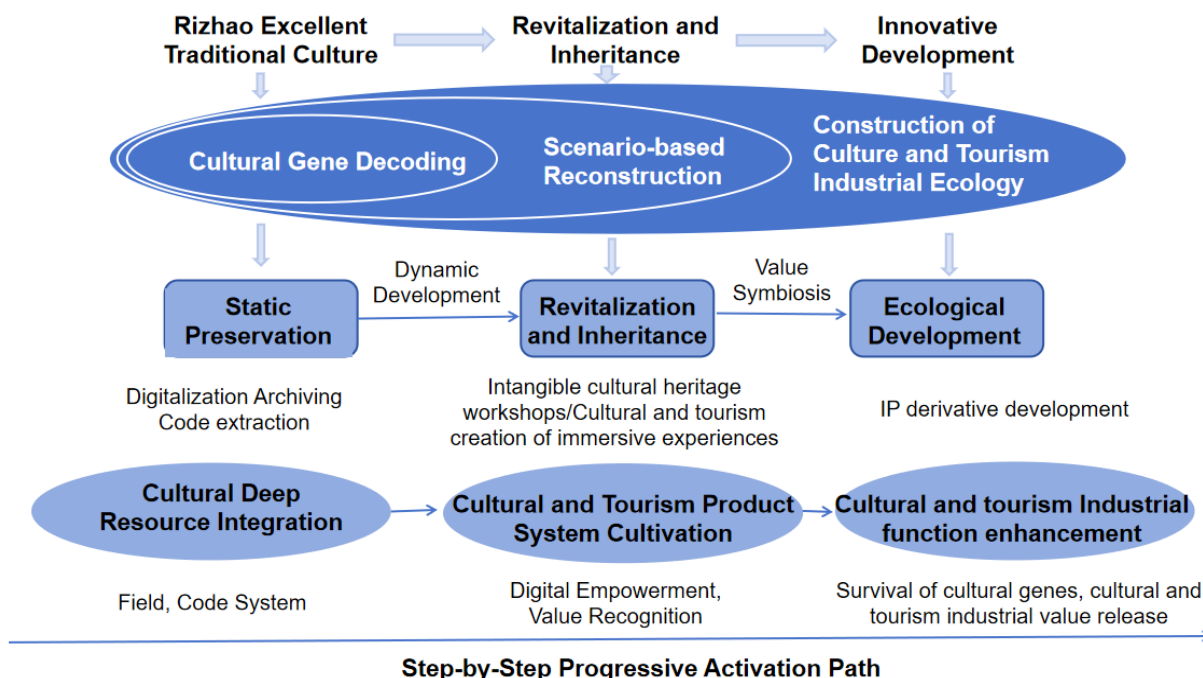 Rizhao Excellent
Traditional Culture
Revitalization and
Inheritance
Innovative
Development
Cultural Gene Decoding
Scenario-based
Reconstruction
Construction of
Culture and Tourism
Industrial Ecology
Static
Preservation
Dynamic
Development
Revitalization
and Inheritance
Value
Symbiosis
Ecological
Development
Digitalization Archiving
Code extraction
Intangible cultural heritage
workshops/Cultural and tourism
creation of immersive experiences
IP derivative development
Cultural Deep
Resource Integration
Cultural and Tourism Product
System Cultivation
Cultural and tourism Industrial
function enhancement
Field, Code System
Digital Empowerment,
Value Recognition
Survival of cultural genes, cultural and
tourism industrial value release
Step-by-Step Progressive Activation Path